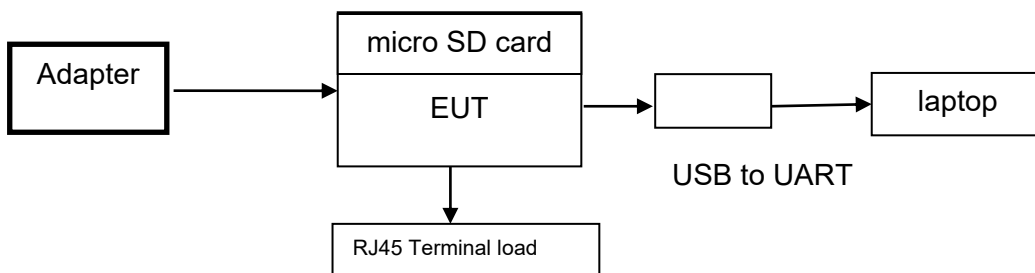 micro SD card
Adapter
EUT
laptop
USB to UART
RJ45 Terminal load